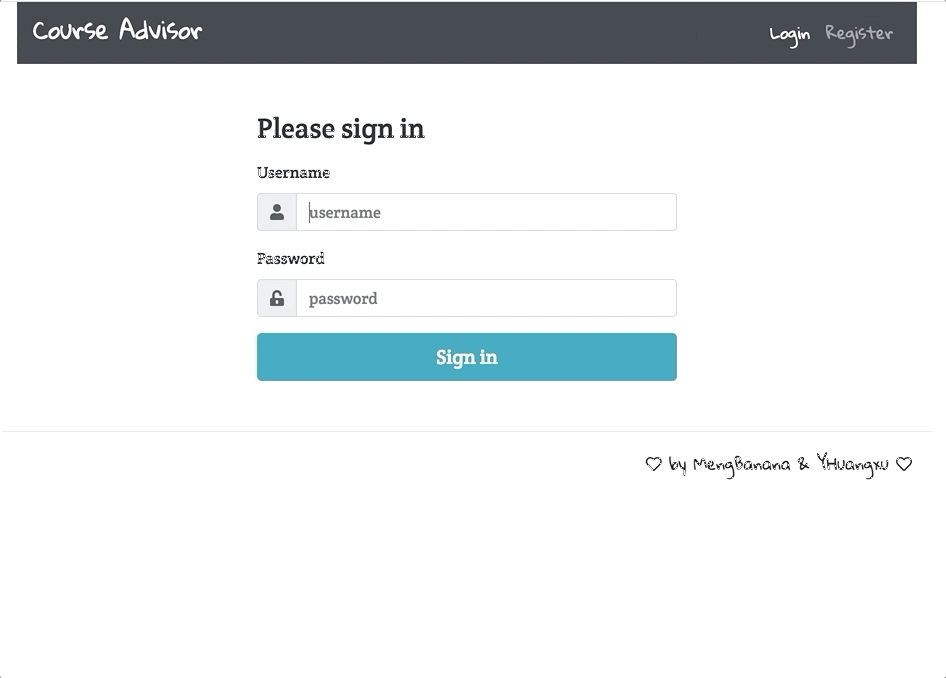 Course Advisor Login Register
Please sign in
Username
username
Password
password
Sign in
♡ by MengBanana & YHuangxu ♡